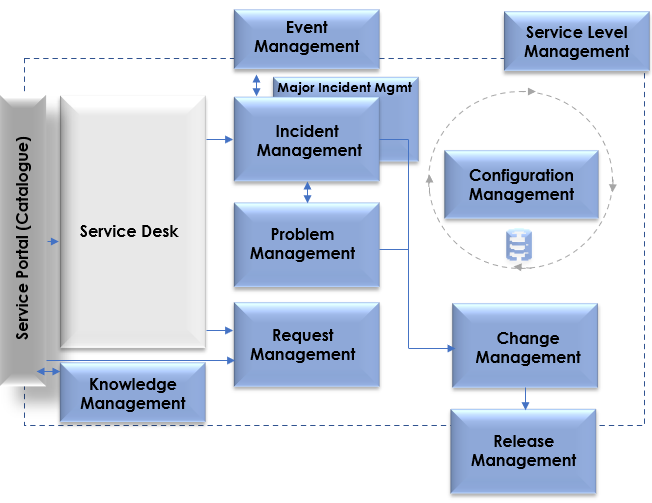 Event
Management
Service Level
Management
Major Incident Mgmt
Incident
Management
Configuration
Management
Service Portal (Catalogue)
Service Desk
Problem
Management
Request
Management
Change
Management
Knowledge
Management
Release
Management